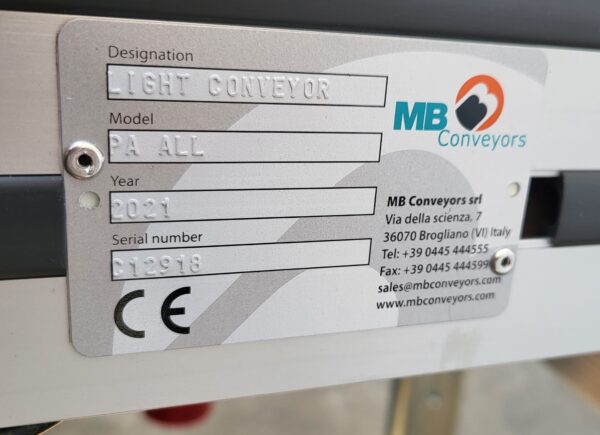 Designation
LIGHT CONVEYOR
Model
PA ALL
Year
2021
Serial number
C12918
CE
MB
Conveyors
MB Conveyors srl
Via della scienza, 7
36070 Brogliano (VI) Italy
Tel: +39 0445 444555
Fax: +39 0445 444599
sales@mbconveyors.com
www.mbconveyors.com